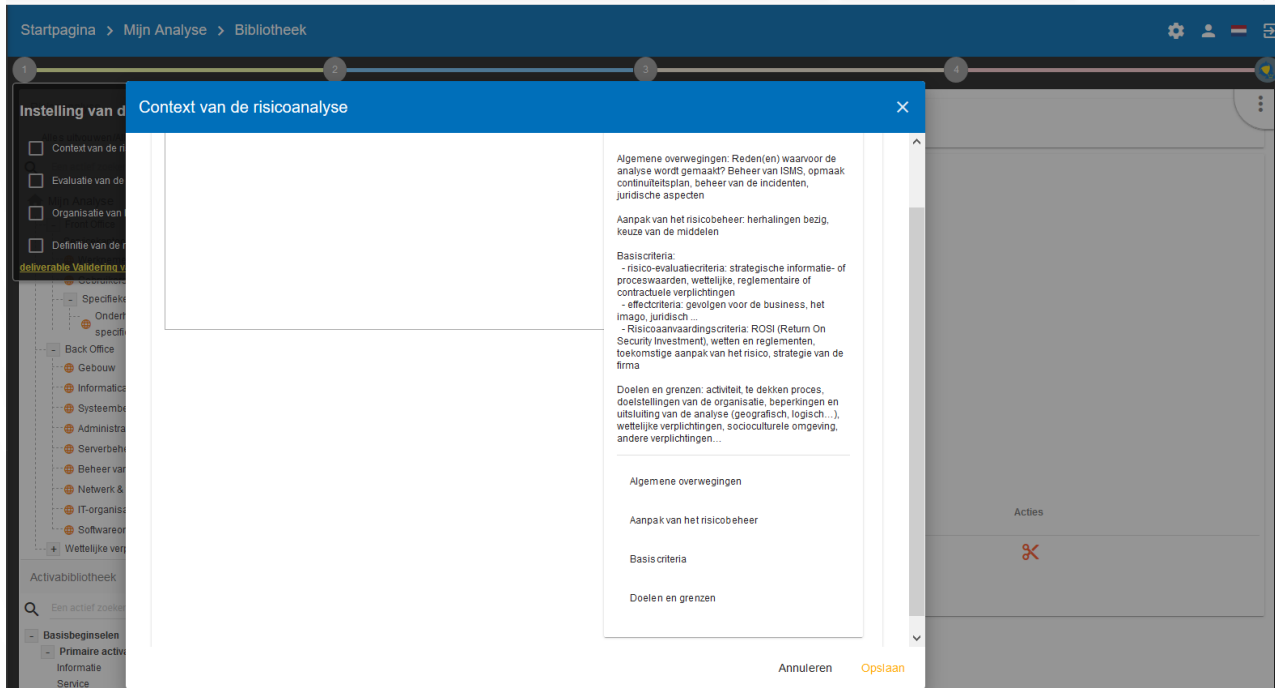 Startpagina > Mijn Analyse > Bibliotheek
1 2 3 4
Instelling van d
Context van de ri
Evaluatie van de
Organisatie van
Definitie van de r
deliverable Validering va
Specifieke
Onderh
specifi
- Back Office
Gebouw
Informatica
Systeembe
Administra
Serverbehe
Beheer van
Netwerk &
IT-organisa
Softwareor
+ Wettelijke verp
Activabibliotheek
Een actief zoeken
- Basisbeginselen
- Primaire activa
Informatie
Service
Context van de risicoanalyse
Algemene overwegingen: Reden(en) waarvoor de
analyse wordt gemaakt? Beheer van ISMS, opmaak
continuïteitsplan, beheer van de incidenten,
juridische aspecten
Aanpak van het risicobeheer: herhalingen bezig,
keuze van de middelen
Basiscriteria:
- risico-evaluatiecriteria: strategische informatie- of
proceswaarden, wettelijke, reglementaire of
contractuele verplichtingen
- effectcriteria: gevolgen voor de business, het
imago, juridisch ...
- Risicoaanvaardingscriteria: ROSI (Return On
Security Investment), wetten en reglementen,
toekomstige aanpak van het risico, strategie van de
firma
Doelen en grenzen: activiteit, te dekken proces,
doelstellingen van de organisatie, beperkingen en
uitsluiting van de analyse (geografisch, logisch…),
wettelijke verplichtingen, socioculturele omgeving,
andere verplichtingen…
Algemene overwegingen
Aanpak van het risicobeheer
Basiscriteria
Doelen en grenzen
Annuleren Opslaan
Acties